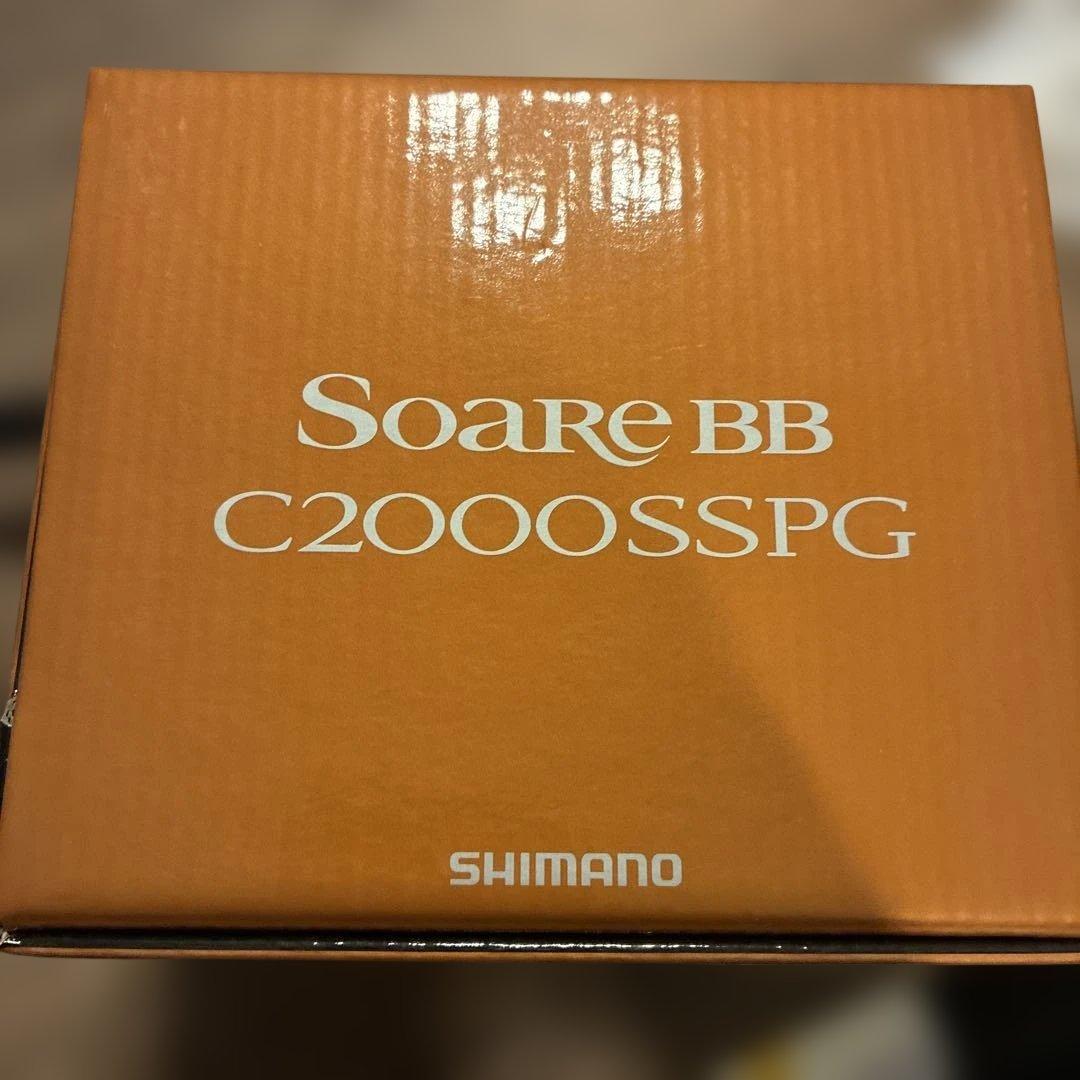 Soare BB
C2000SSPG
SHIMANO